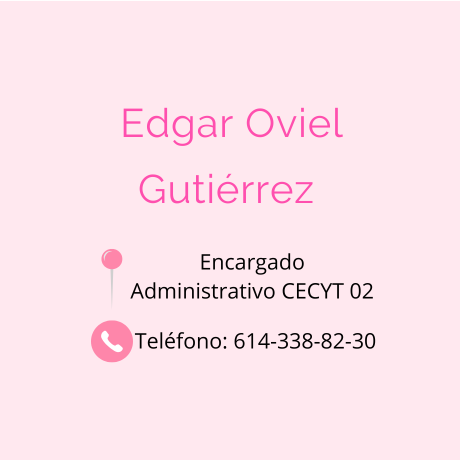 Edgar Oviel
Gutiérrez
Encargado
Administrativo CECYT 02
Teléfono: 614-338-82-30